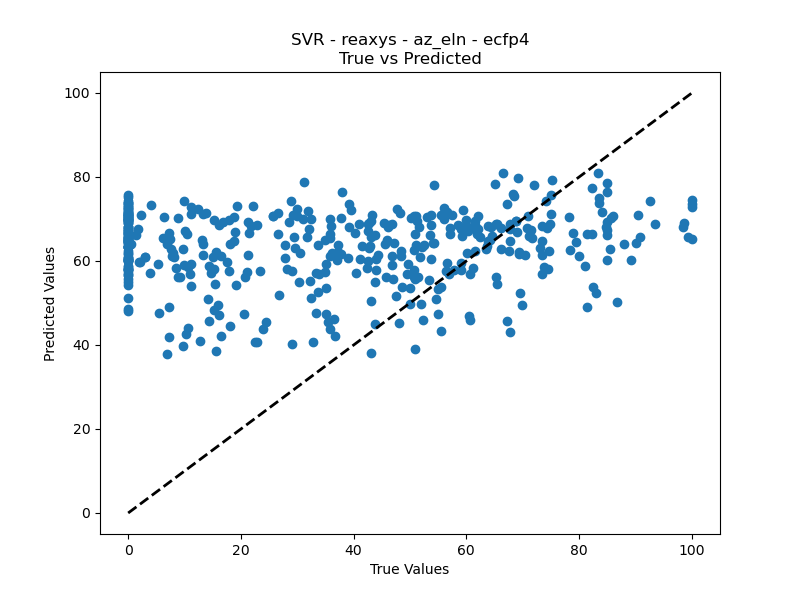 SVR - reaxys - az_eln - ecfp4
True vs Predicted
100
80
60
40
20
0
Predicted Values
0 20 40 60 80 100
True Values